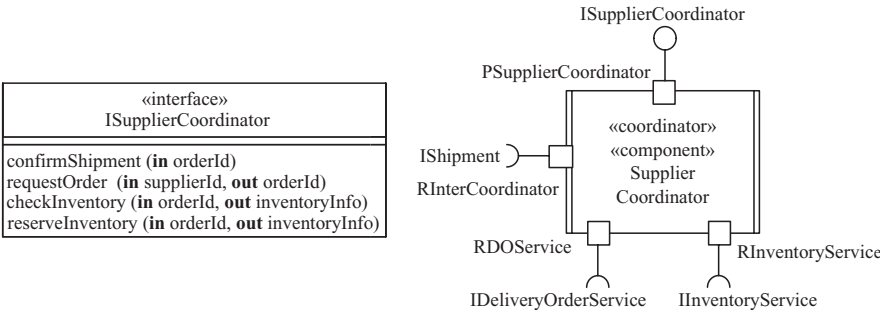 «interface»
ISupplierCoordinator
confirmShipment (in orderId)
requestOrder (in supplierId, out orderId)
checkInventory (in orderId, out inventoryInfo)
reserveInventory (in orderId, out inventoryInfo)
ISupplierCoordinator
PSupplierCoordinator
«coordinator»
«component»
Supplier
Coordinator
IShipment
RInterCoordinator
RDOService
RInventoryService
IDeliveryOrderService
IInventoryService